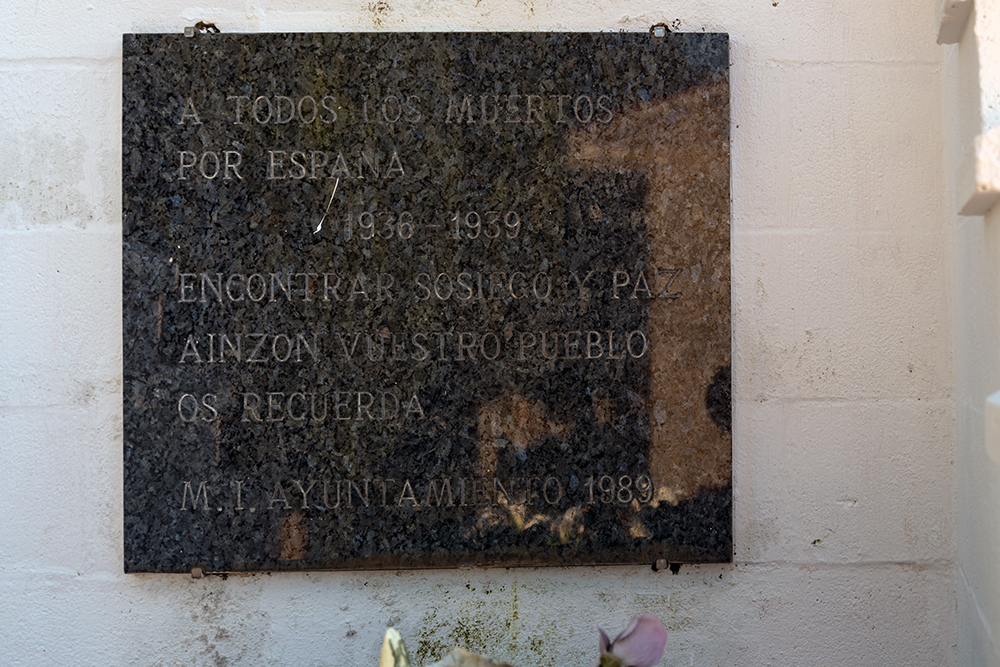 A TODOS LOS MUERTOS
POR ESPAÑA
1936 - 1939
ENCONTRAR SOSIEGO Y PAZ
AINZON VUESTRO PUEBLO
OS RECUERDA
M. I. AYUNTAMIENTO 1989